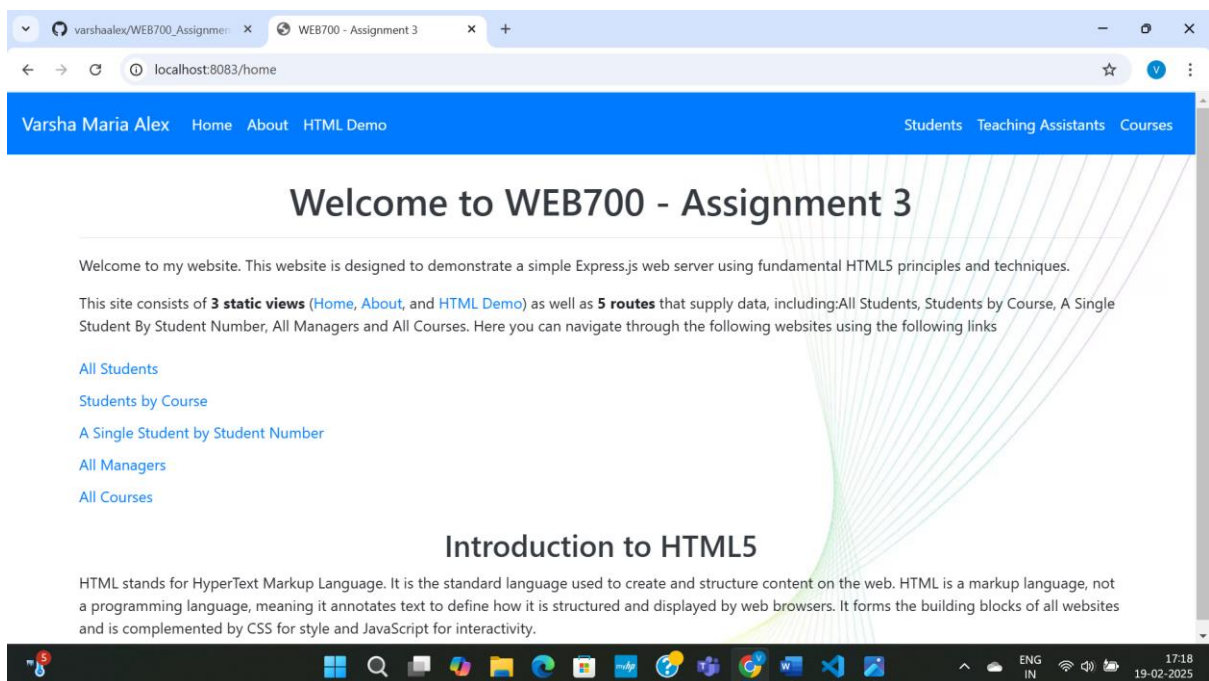 varshaalex/WEB700_Assignmen
WEB700 - Assignment 3
localhost:8083/home
V
Varsha Maria Alex Home About HTML Demo Students Teaching Assistants Courses
Welcome to WEB700 - Assignment 3
Welcome to my website. This website is designed to demonstrate a simple Express.js web server using fundamental HTML5 principles and techniques.
This site consists of 3 static views (Home, About, and HTML Demo) as well as 5 routes that supply data, including:All Students, Students by Course, A Single
Student By Student Number, All Managers and All Courses. Here you can navigate through the following websites using the following links
All Students
Students by Course
A Single Student by Student Number
All Managers
All Courses
Introduction to HTML5
HTML stands for HyperText Markup Language. It is the standard language used to create and structure content on the web. HTML is a markup language, not
a programming language, meaning it annotates text to define how it is structured and displayed by web browsers. It forms the building blocks of all websites
and is complemented by CSS for style and JavaScript for interactivity.
5
myhp
V
ENG
IN
17:18
19-02-2025